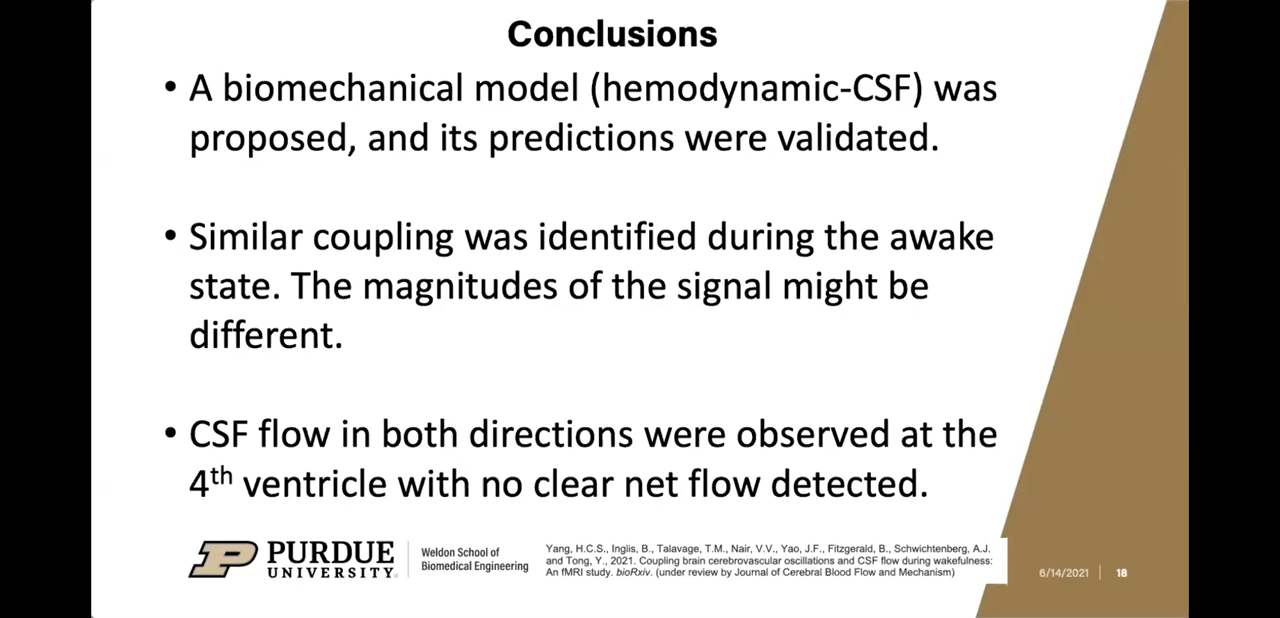 Conclusions
• A biomechanical model (hemodynamic-CSF) was
proposed, and its predictions were validated.
• Similar coupling was identified during the awake
state. The magnitudes of the signal might be
different.
• CSF flow in both directions were observed at the
4th ventricle with no clear net flow detected.
PURDUE
UNIVERSITY
Weldon School of
Biomedical Engineering
Yang, H.C.S., Inglis, B., Talavage, T.M., Nair, V.V., Yao, J.F., Fitzgerald, B., Schwichtenberg, A.J.
and Tong, Y., 2021. Coupling brain cerebrovascular oscillations and CSF flow during wakefulness:
An fMRI study. bioRxiv. (under review by Journal of Cerebral Blood Flow and Mechanism)
6/14/2021 | 18